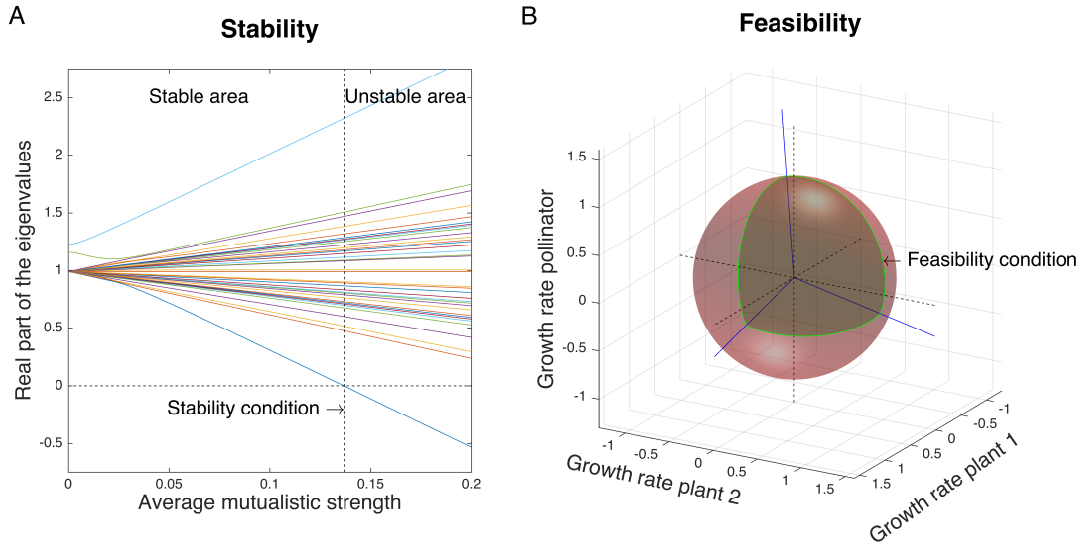 A
Stability
Stable area
Unstable area
Real part of the eigenvalues
2.5
2
1.5
1
0.5
0
-0.5
Stability condition →
0
0.05
0.1
0.15
0.2
Average mutualistic strength
B
Feasibility
Growth rate pollinator
1.5
1
0.5
0
-0.5
-1
← Feasibility condition
-1
-0.5
0
0.5
1
1.5
Growth rate plant 2
-1
-0.5
0
0.5
1
1.5
Growth rate plant 1